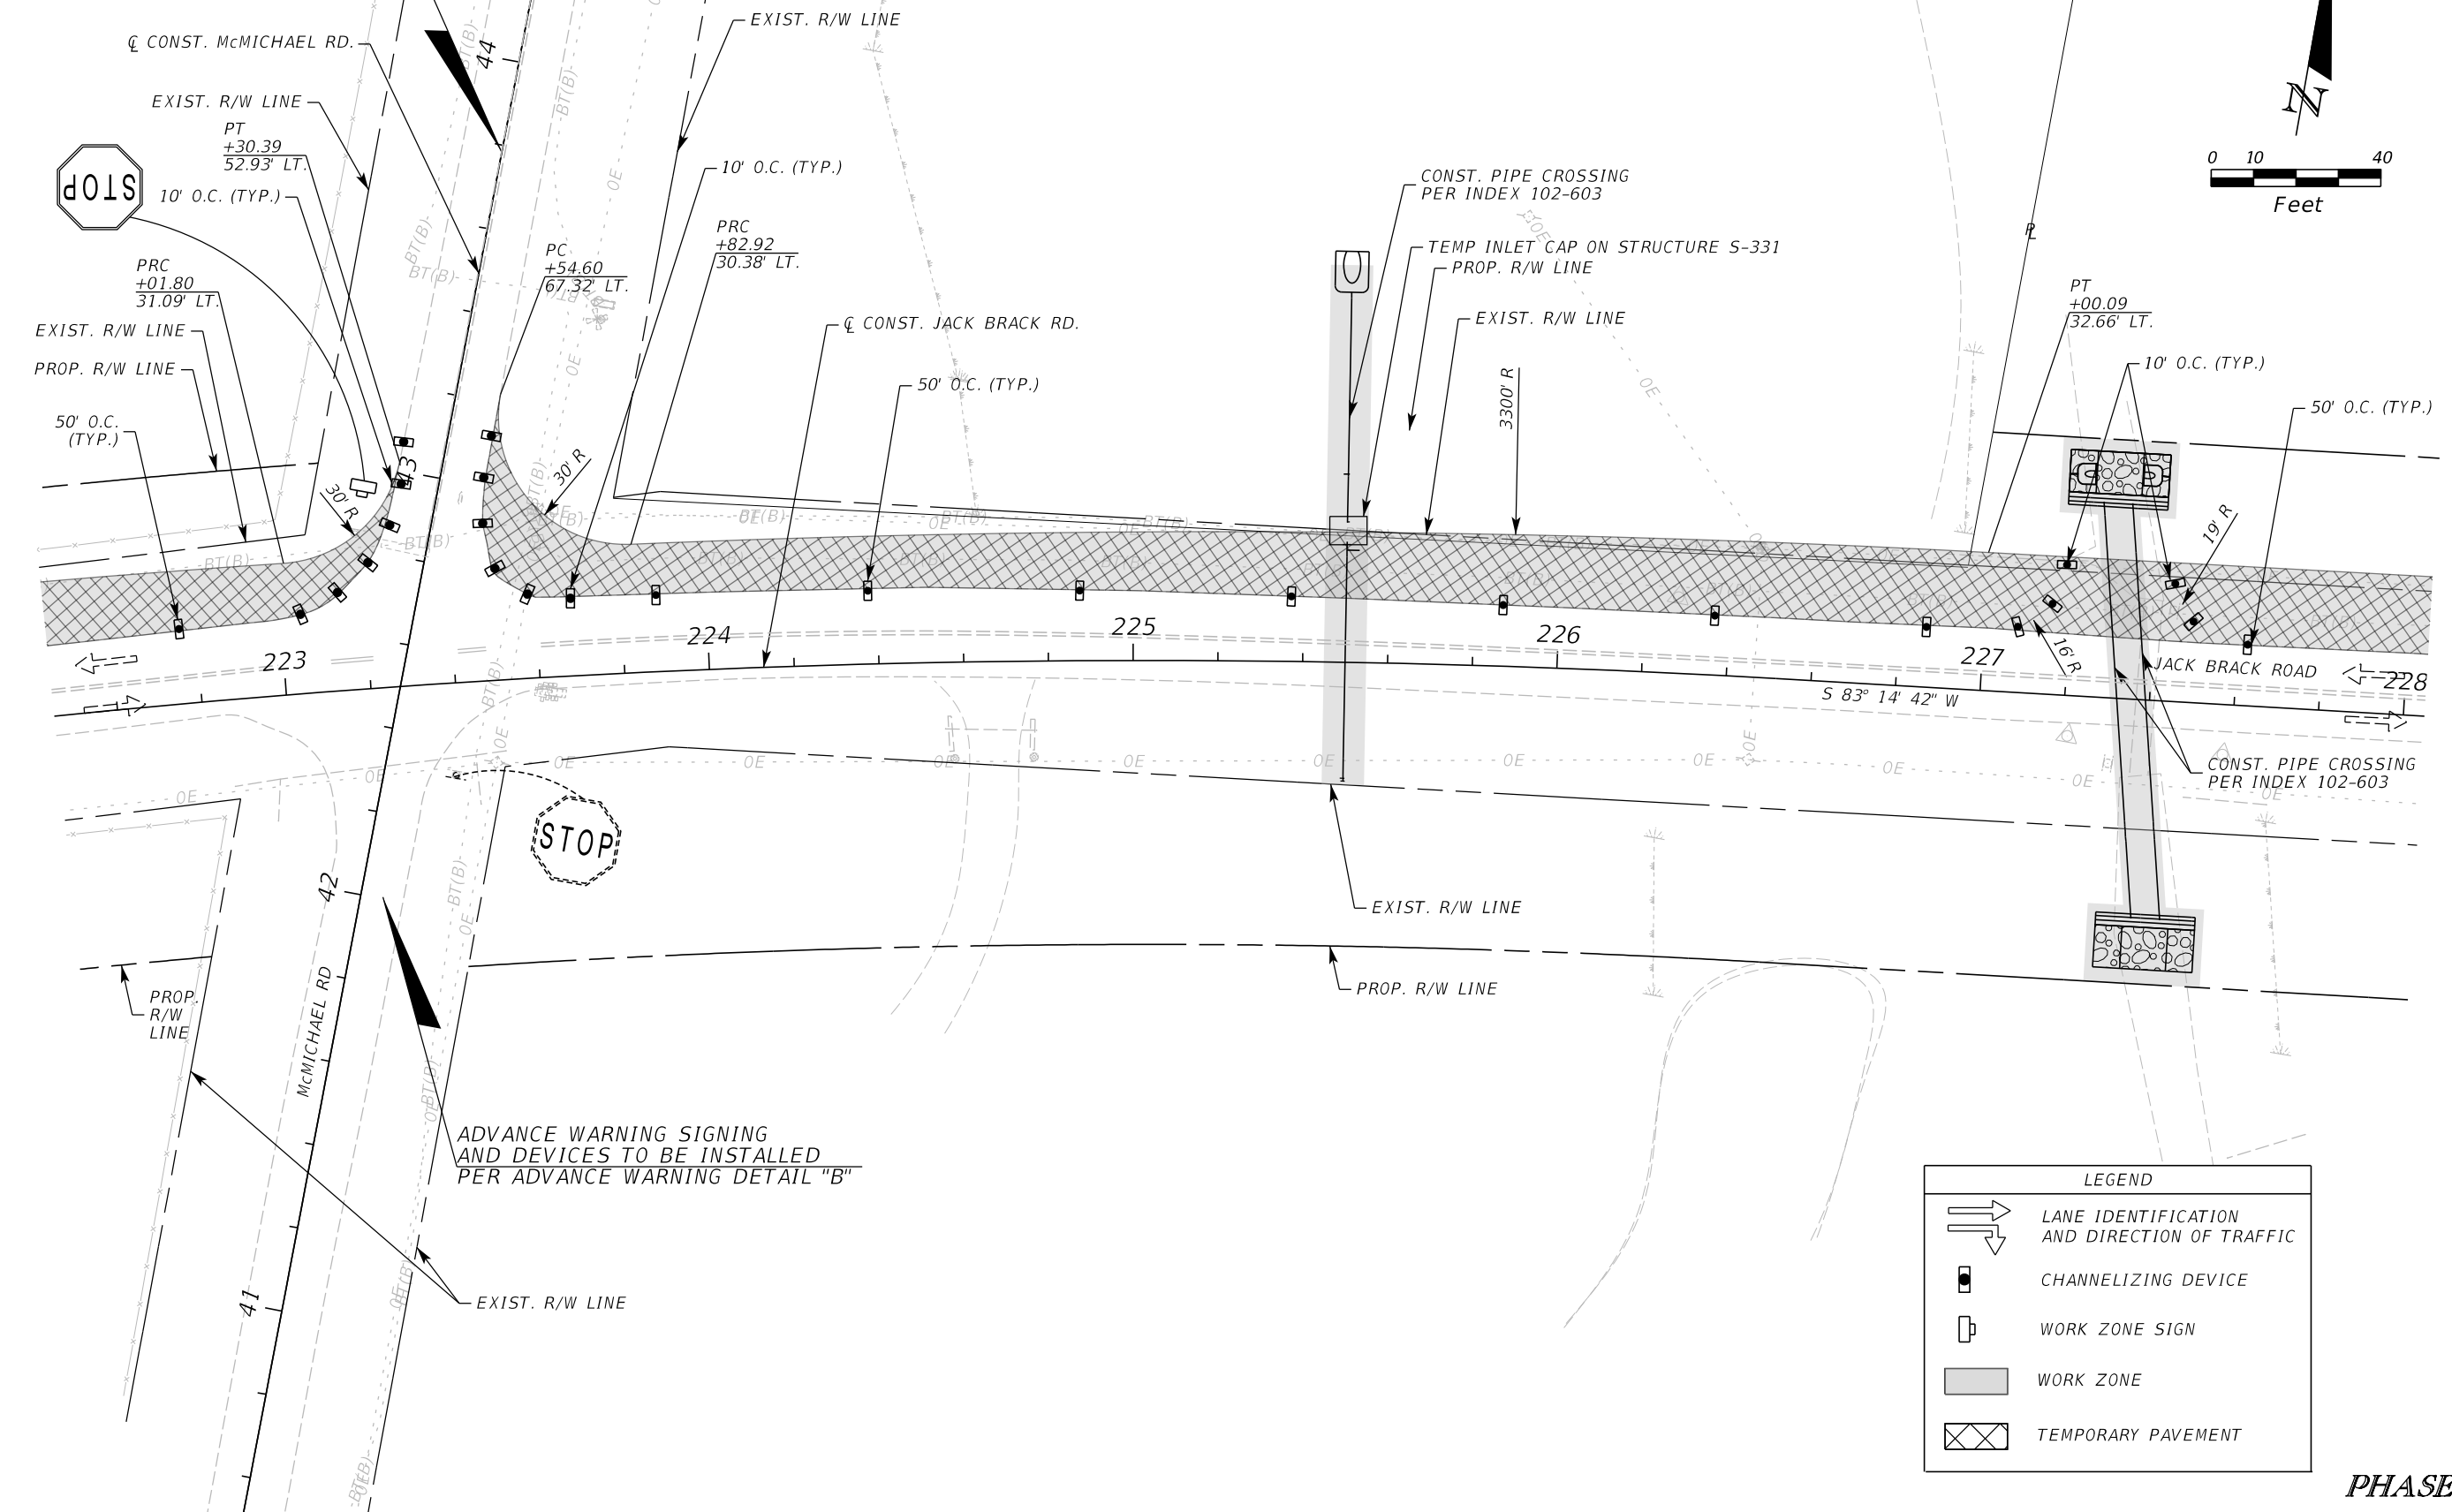 EXIST. R/W LINE
℄ CONST. McMICHAEL RD.
44
EXIST. R/W LINE
PT
+30.39
52.93' LT.
STOP
10' O.C. (TYP.)
10' O.C. (TYP.)
CONST. PIPE CROSSING
PER INDEX 102-603
N
0 10 40
Feet
PRC
+82.92
30.38' LT.
PC
+54.60
67.32' LT.
PRC
+01.80
31.09' LT.
TEMP INLET CAP ON STRUCTURE S-331
PROP. R/W LINE
PL
PT
+00.09
32.66' LT.
EXIST. R/W LINE
℄ CONST. JACK BRACK RD.
EXIST. R/W LINE
PROP. R/W LINE
50' O.C. (TYP.)
3300' R
10' O.C. (TYP.)
50' O.C.
(TYP.)
50' O.C. (TYP.)
43
30' R
30' R
19' R
BT(B)
OE
223
224
225
226
227
228
16' R
JACK BRACK ROAD
S 83° 14' 42" W
STOP
CONST. PIPE CROSSING
PER INDEX 102-603
42
EXIST. R/W LINE
PROP. R/W LINE
PROP.
R/W
LINE
McMICHAEL RD
ADVANCE WARNING SIGNING
AND DEVICES TO BE INSTALLED
PER ADVANCE WARNING DETAIL "B"
41
EXIST. R/W LINE
LEGEND
LANE IDENTIFICATION
AND DIRECTION OF TRAFFIC
CHANNELIZING DEVICE
WORK ZONE SIGN
WORK ZONE
TEMPORARY PAVEMENT
PHASE